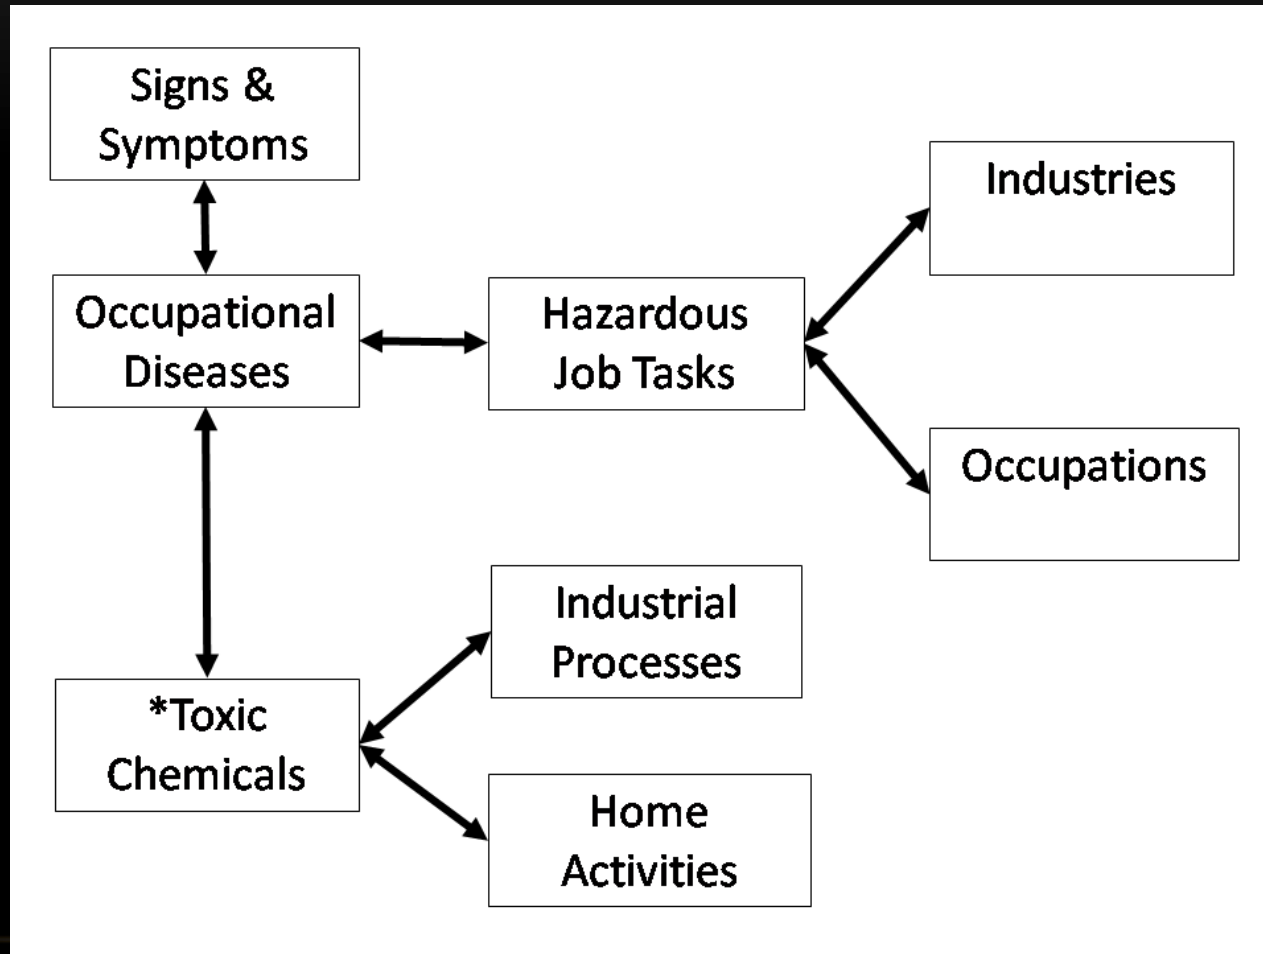 Signs &
Symptoms
Industries
Occupational
Diseases
Hazardous
Job Tasks
Occupations
Industrial
Processes
*Toxic
Chemicals
Home
Activities